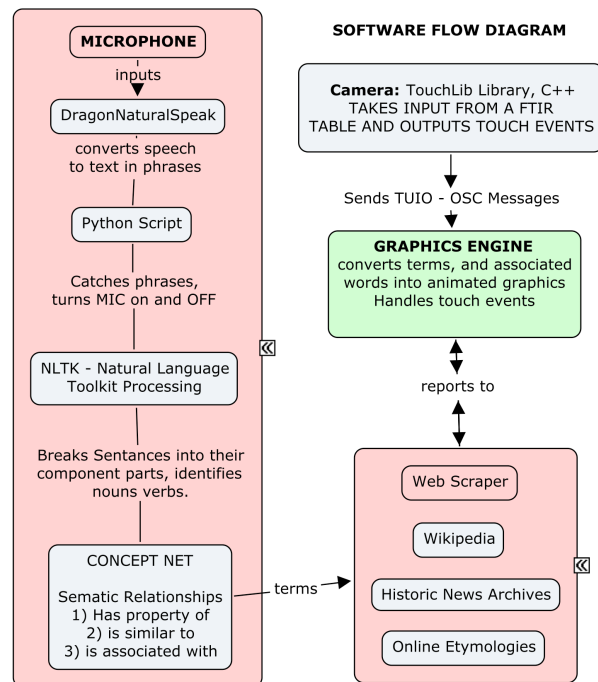 SOFTWARE FLOW DIAGRAM
MICROPHONE
inputs
DragonNaturalSpeak
converts speech
to text in phrases
Python Script
Catches phrases,
turns MIC on and OFF
NLTK - Natural Language
Toolkit Processing
Breaks Sentances into their
component parts, identifies
nouns verbs.
CONCEPT NET
Sematic Relationships
1) Has property of
2) is similar to
3) is associated with
terms
Camera: TouchLib Library, C++
TAKES INPUT FROM A FTIR
TABLE AND OUTPUTS TOUCH EVENTS
Sends TUIO - OSC Messages
GRAPHICS ENGINE
converts terms, and associated
words into animated graphics
Handles touch events
reports to
Web Scraper
Wikipedia
Historic News Archives
Online Etymologies